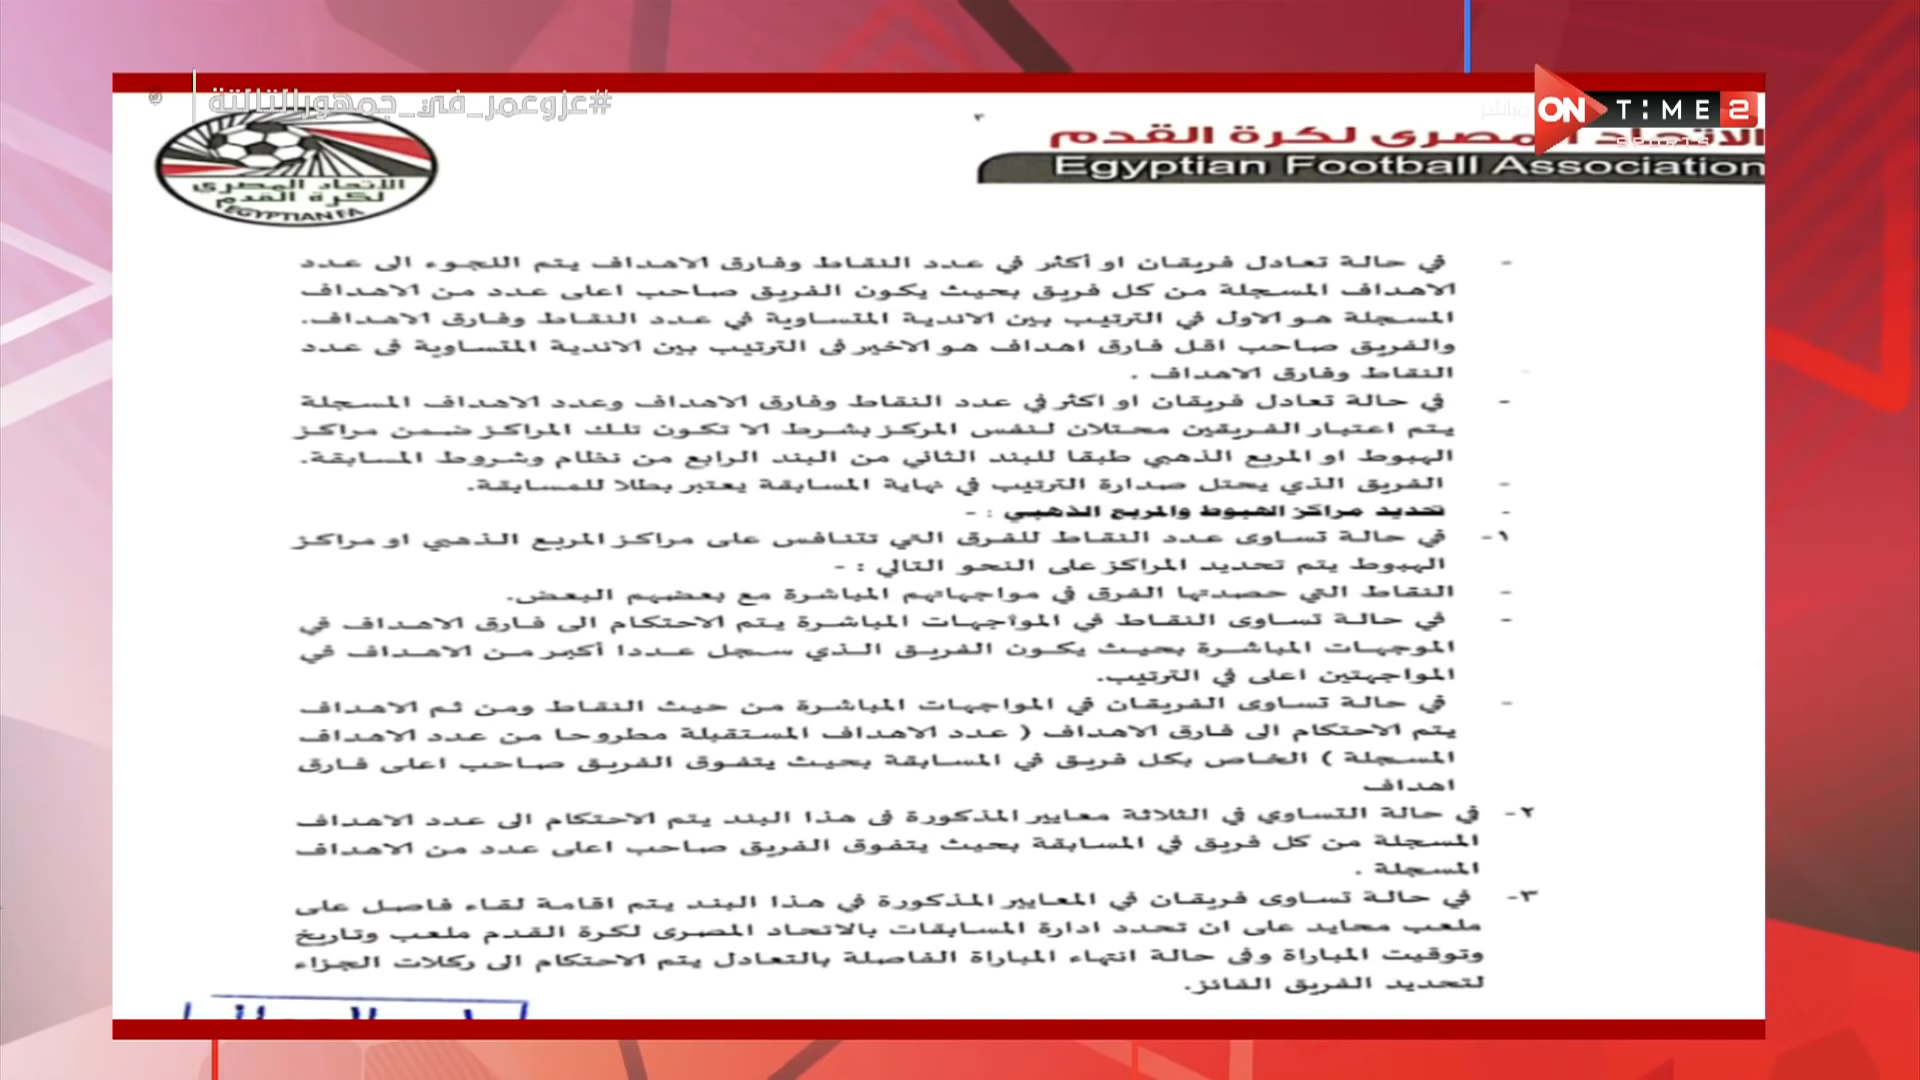 #عزوعمر_في_جمهورالتالتة
مباشر
ON TIME 2
SPORTS
الاتحاد المصرى لكرة القدم
Egyptian Football Association
الاتحاد المصرى
لكرة القدم
EGYPTIAN FA
- في حالة تعادل فريقان او أكثر في عدد النقاط وفارق الاهداف يتم اللجوء الى عدد
الاهداف المسجلة من كل فريق بحيث يكون الفريق صاحب اعلى عدد من الاهداف
المسجلة هو الاول في الترتيب بين الاندية المتساوية في عدد النقاط وفارق الاهداف.
والفريق صاحب اقل فارق اهداف هو الاخير فى الترتيب بين الاندية المتساوية فى عدد
النقاط وفارق الاهداف .
- في حالة تعادل فريقان او اكثر في عدد النقاط وفارق الاهداف وعدد الاهداف المسجلة
يتم اعتبار الفريقين محتلان لنفس المركز بشرط الا تكون تلك المراكز ضمن مراكز
الهبوط او المربع الذهبي طبقا للبند الثاني من البند الرابع من نظام وشروط المسابقة.
- الفريق الذي يحتل صدارة الترتيب في نهاية المسابقة يعتبر بطلا للمسابقة.
- تحديد مراكز الهبوط والمربع الذهبي : -
١- في حالة تساوى عدد النقاط للفرق التي تتنافس على مراكز المربع الذهبي او مراكز
الهبوط يتم تحديد المراكز على النحو التالي : -
- النقاط التي حصدتها الفرق في مواجهاتهم المباشرة مع بعضهم البعض.
- في حالة تساوى النقاط في المواجهات المباشرة يتم الاحتكام الى فارق الاهداف في
الموجهات المباشرة بحيث يكون الفريق الذي سجل عددا أكبر من الاهداف في
المواجهتين اعلى في الترتيب.
- في حالة تساوى الفريقان في المواجهات المباشرة من حيث النقاط ومن ثم الاهداف
يتم الاحتكام الى فارق الاهداف ( عدد الاهداف المستقبلة مطروحا من عدد الاهداف
المسجلة ) الخاص بكل فريق في المسابقة بحيث يتفوق الفريق صاحب اعلى فارق
اهداف
٢- في حالة التساوي في الثلاثة معايير المذكورة فى هذا البند يتم الاحتكام الى عدد الاهداف
المسجلة من كل فريق في المسابقة بحيث يتفوق الفريق صاحب اعلى عدد من الاهداف
المسجلة .
٣- في حالة تساوى فريقان في المعايير المذكورة في هذا البند يتم اقامة لقاء فاصل على
ملعب محايد على ان تحدد ادارة المسابقات بالاتحاد المصرى لكرة القدم ملعب وتاريخ
وتوقيت المباراة وفى حالة انتهاء المباراة الفاصلة بالتعادل يتم الاحتكام الى ركلات الجزاء
لتحديد الفريق الفائز.